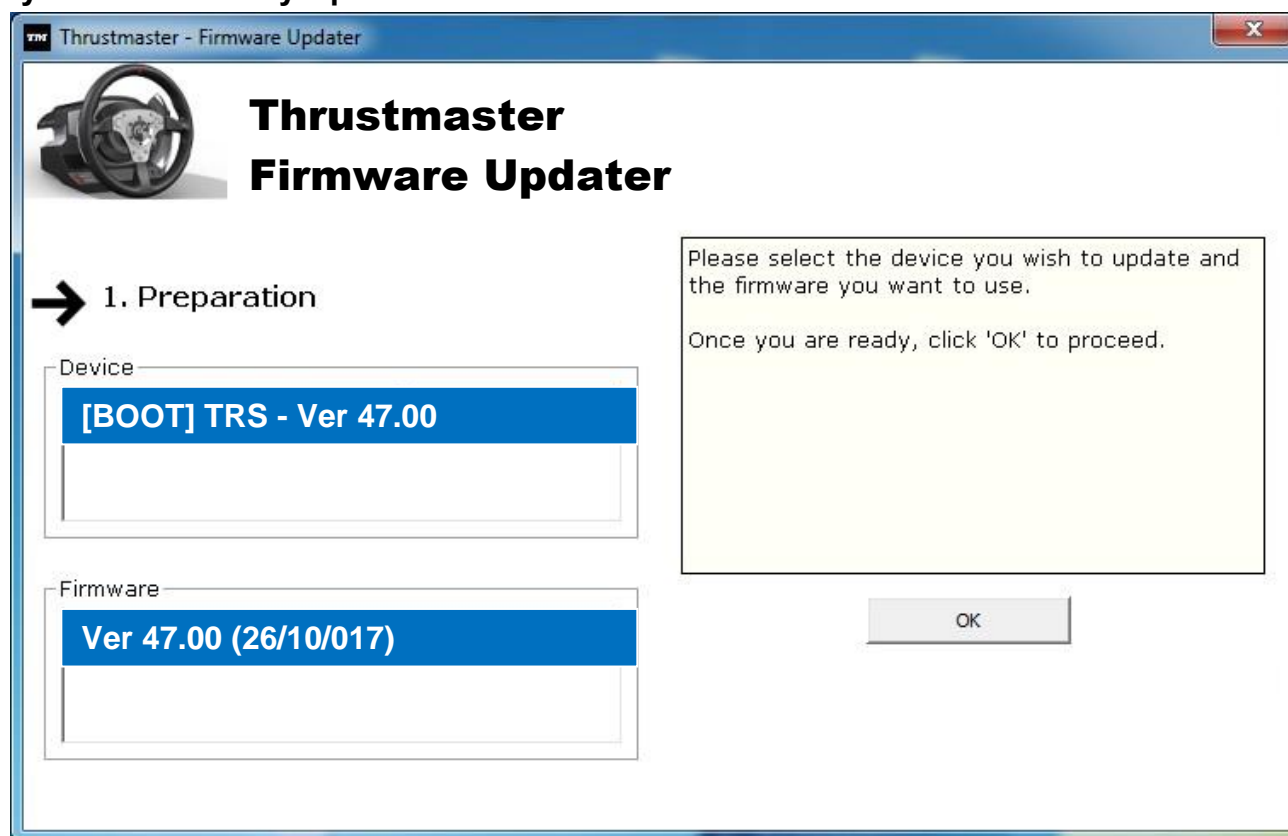 Thrustmaster - Firmware Updater
Thrustmaster
Firmware Updater
1. Preparation
Please select the device you wish to update and
the firmware you want to use.
Once you are ready, click 'OK' to proceed.
Device
[BOOT] TRS - Ver 47.00
Firmware
Ver 47.00 (26/10/017)
OK